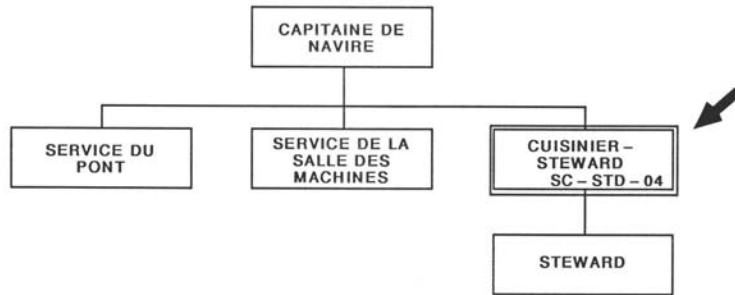 CAPITAINE DE
NAVIRE
SERVICE DU
PONT
SERVICE DE LA
SALLE DES
MACHINES
CUISINIER –
STEWARD
SC – STD – 04
STEWARD